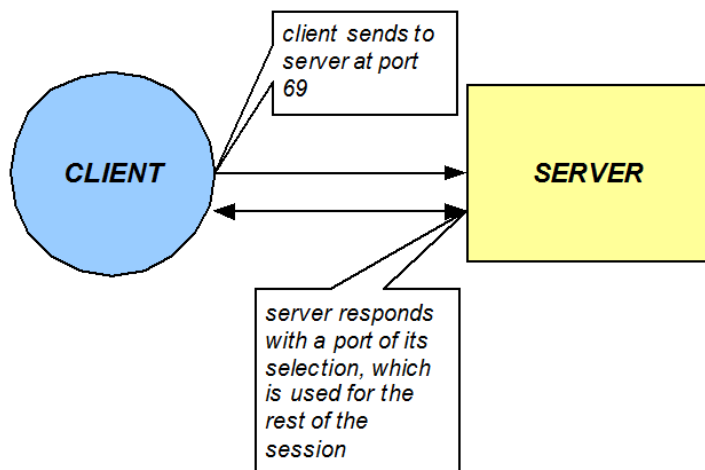 client sends to
server at port
69
CLIENT
SERVER
server responds
with a port of its
selection, which
is used for the
rest of the
session